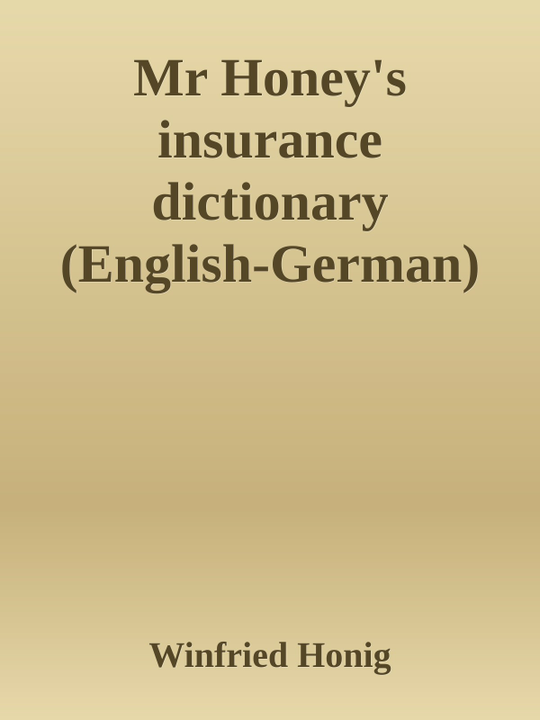 Mr Honey's
insurance
dictionary
(English-German)
Winfried Honig